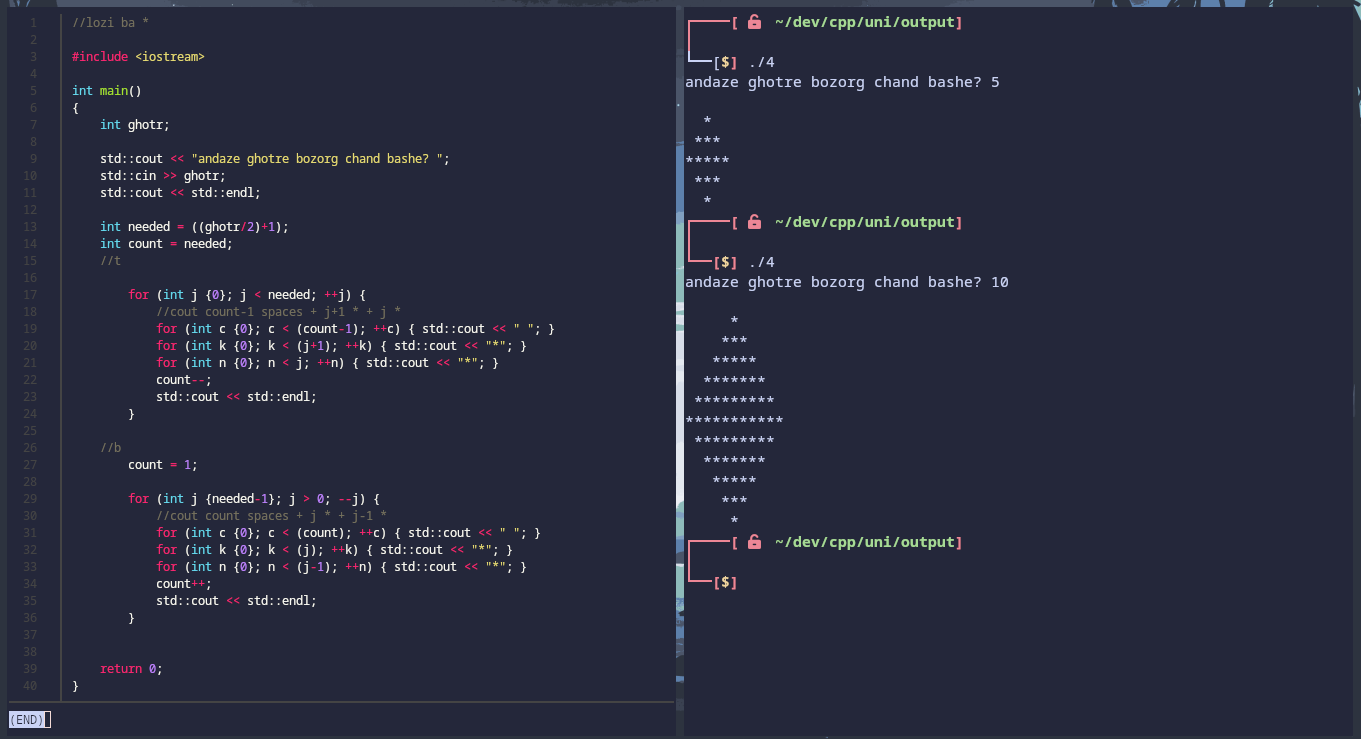 1 //lozi ba *
2
3 #include <iostream>
4
5 int main()
6 {
7     int ghotr;
8
9     std::cout << "andaze ghotre bozorg chand bashe? ";
10     std::cin >> ghotr;
11     std::cout << std::endl;
12
13     int needed = ((ghotr/2)+1);
14     int count = needed;
15     //t
16
17         for (int j {0}; j < needed; ++j) {
18             //cout count-1 spaces + j+1 * + j *
19             for (int c {0}; c < (count-1); ++c) { std::cout << " "; }
20             for (int k {0}; k < (j+1); ++k) { std::cout << "*"; }
21             for (int n {0}; n < j; ++n) { std::cout << "*"; }
22             count--;
23             std::cout << std::endl;
24         }
25
26     //b
27         count = 1;
28
29         for (int j {needed-1}; j > 0; --j) {
30             //cout count spaces + j * + j-1 *
31             for (int c {0}; c < (count); ++c) { std::cout << " "; }
32             for (int k {0}; k < (j); ++k) { std::cout << "*"; }
33             for (int n {0}; n < (j-1); ++n) { std::cout << "*"; }
34             count++;
35             std::cout << std::endl;
36         }
37
38
39     return 0;
40 }
(END)
[ ~/dev/cpp/uni/output]
[$] ./4
andaze ghotre bozorg chand bashe? 5

  *
 ***
*****
 ***
  *
[ ~/dev/cpp/uni/output]
[$] ./4
andaze ghotre bozorg chand bashe? 10

     *
    ***
   *****
  *******
 *********
***********
 *********
  *******
   *****
    ***
     *
[ ~/dev/cpp/uni/output]
[$]